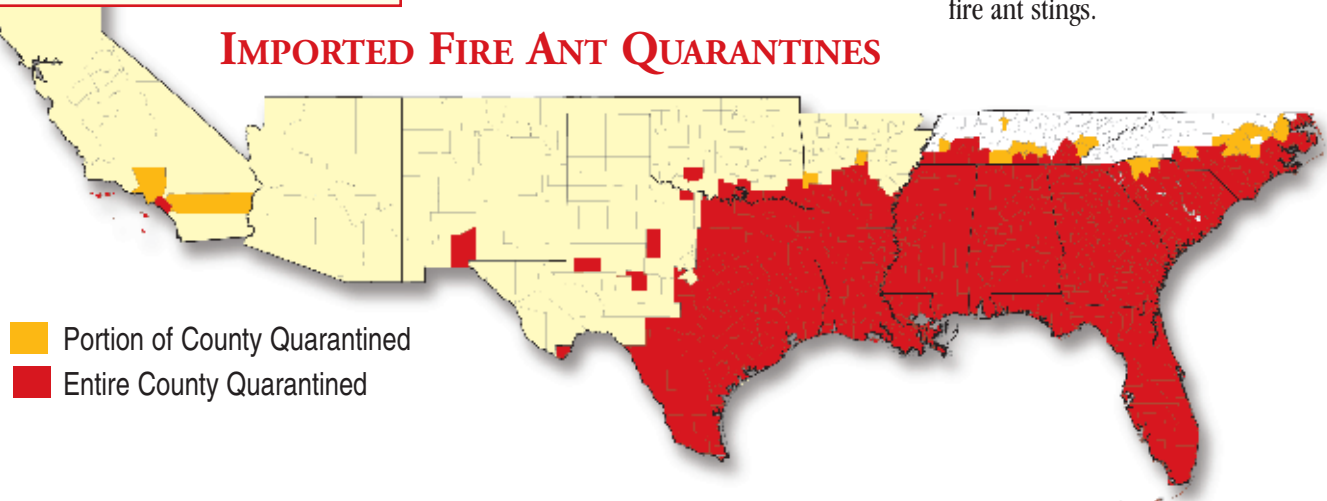 fire ant stings.
IMPORTED FIRE ANT QUARANTINES
Portion of County Quarantined
Entire County Quarantined